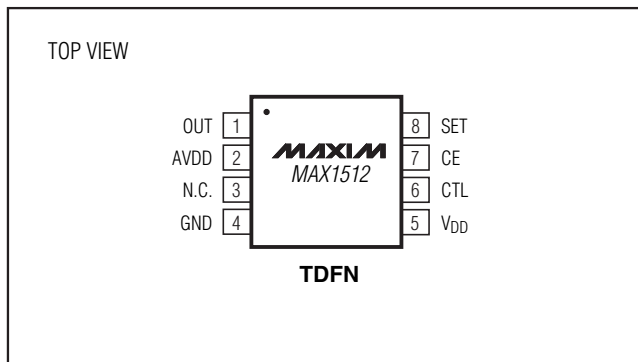 TOP VIEW
OUT 1 8 SET
AVDD 2 MAXIM 7 CE
MAX1512
N.C. 3 6 CTL
GND 4 5 VDD
TDFN